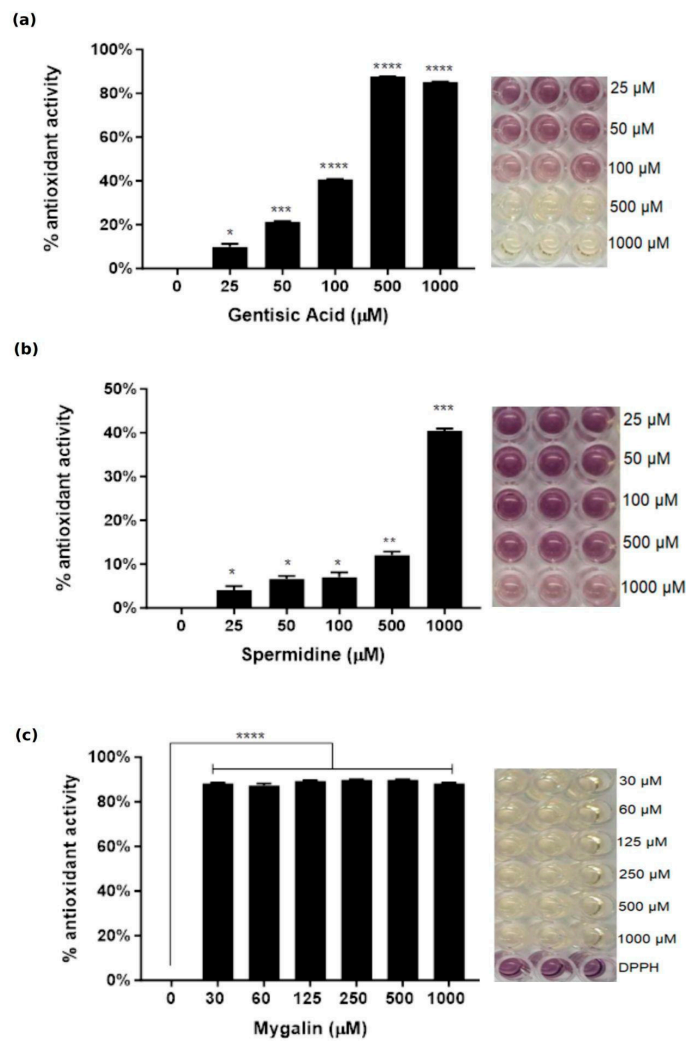 (a)
100%
80%
60%
40%
20%
0%
% antioxidant activity
* *** **** **** ****
0 25 50 100 500 1000
Gentisic Acid (μM)
25 μM
50 μM
100 μM
500 μM
1000 μM
(b)
50%
40%
30%
20%
10%
0%
% antioxidant activity
* * * ** ***
0 25 50 100 500 1000
Spermidine (μM)
25 μM
50 μM
100 μM
500 μM
1000 μM
(c)
****
100%
80%
60%
40%
20%
0%
% antioxidant activity
0 30 60 125 250 500 1000
Mygalin (μM)
30 μM
60 μM
125 μM
250 μM
500 μM
1000 μM
DPPH